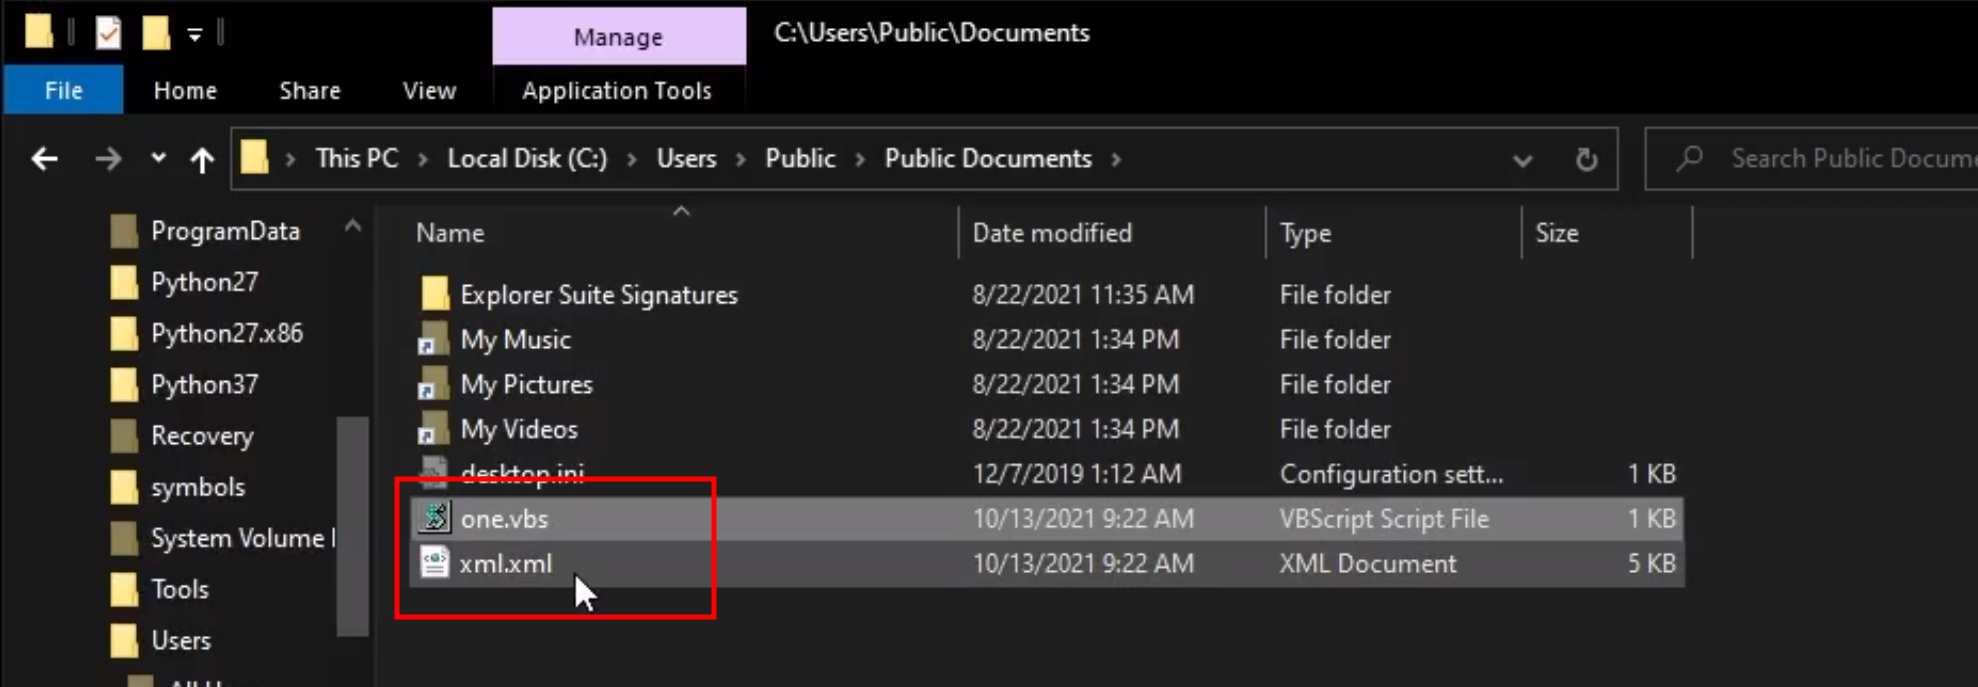 Manage
C:\Users\Public\Documents
File
Home
Share
View
Application Tools
This PC
Local Disk (C:)
Users
Public
Public Documents
Search Public Docum
ProgramData
Python27
Python27.x86
Python37
Recovery
symbols
System Volume
Tools
Users
Name Date modified Type Size
Explorer Suite Signatures 8/22/2021 11:35 AM File folder
My Music 8/22/2021 1:34 PM File folder
My Pictures 8/22/2021 1:34 PM File folder
My Videos 8/22/2021 1:34 PM File folder
desktop.ini 12/7/2019 1:12 AM Configuration sett... 1 KB
one.vbs 10/13/2021 9:22 AM VBScript Script File 1 KB
xml.xml 10/13/2021 9:22 AM XML Document 5 KB